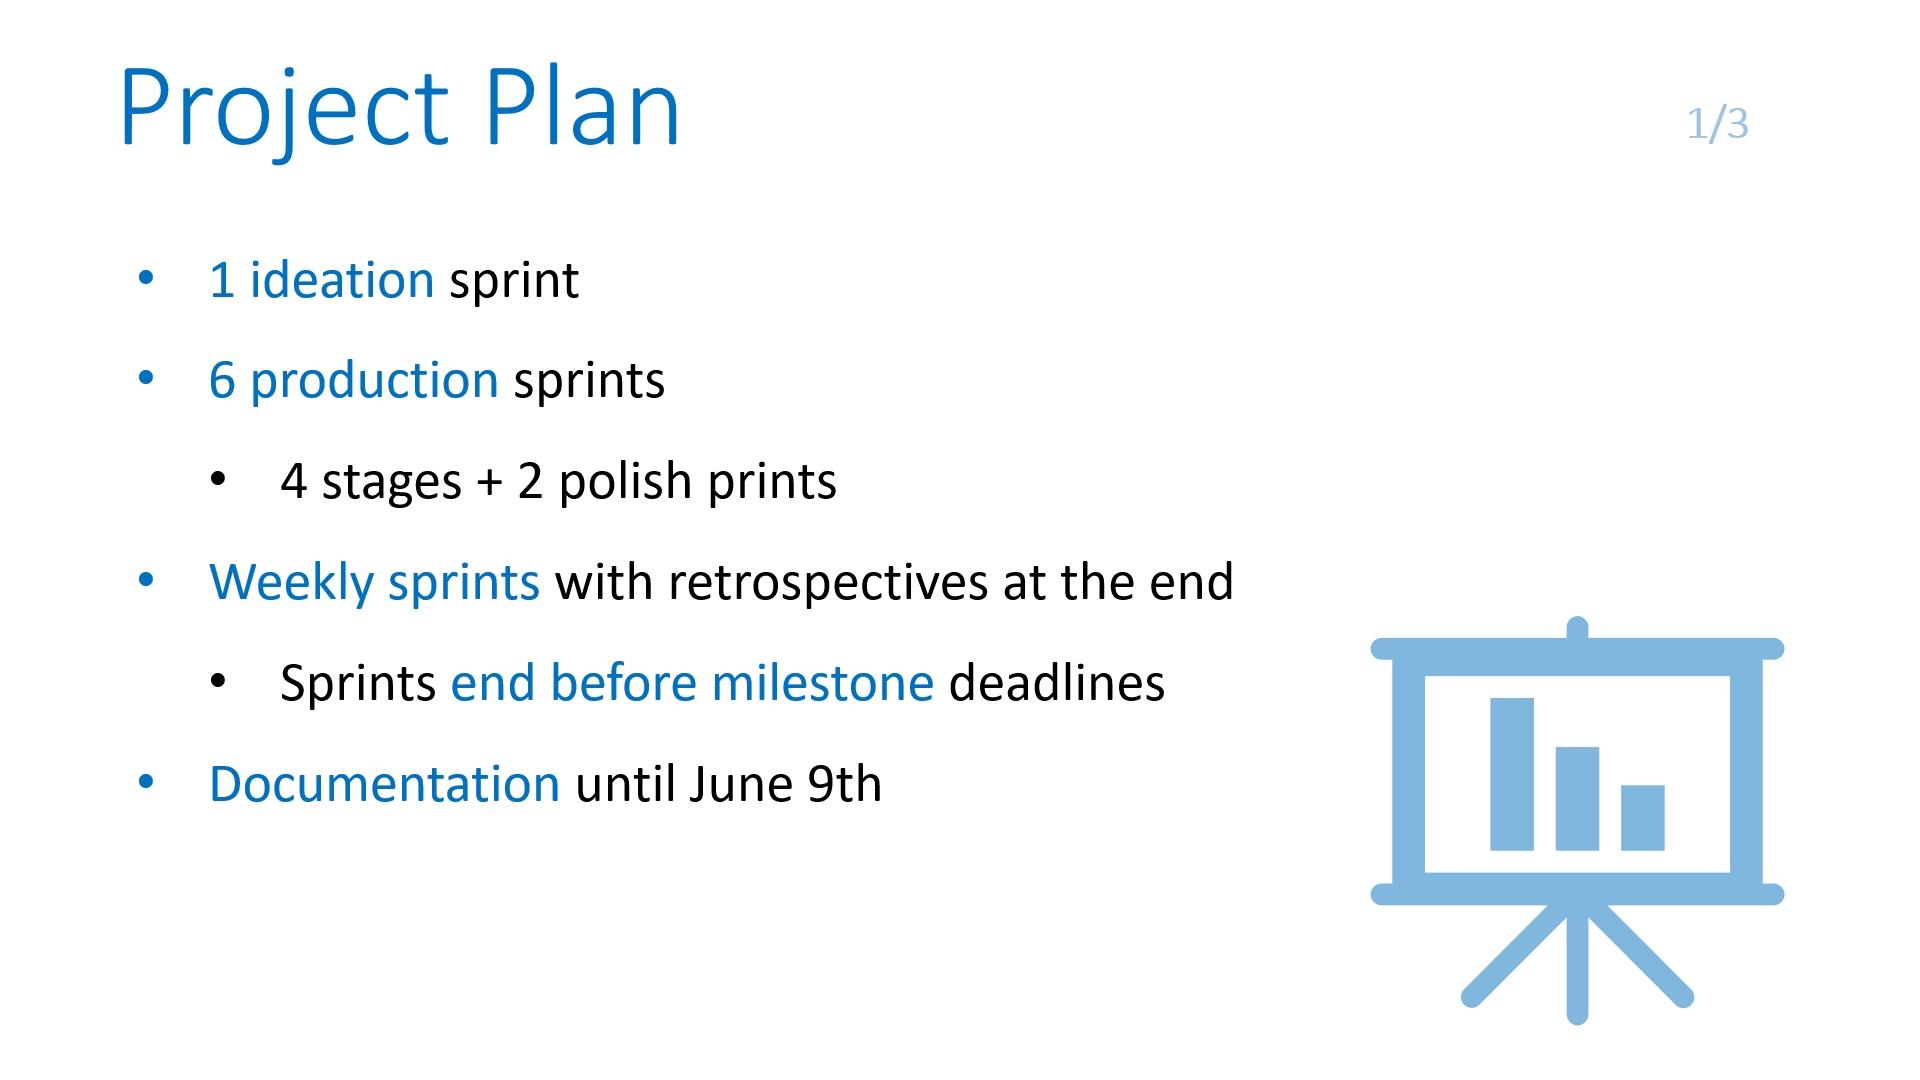 Project Plan
1/3
• 1 ideation sprint
• 6 production sprints
• 4 stages + 2 polish prints
• Weekly sprints with retrospectives at the end
• Sprints end before milestone deadlines
• Documentation until June 9th